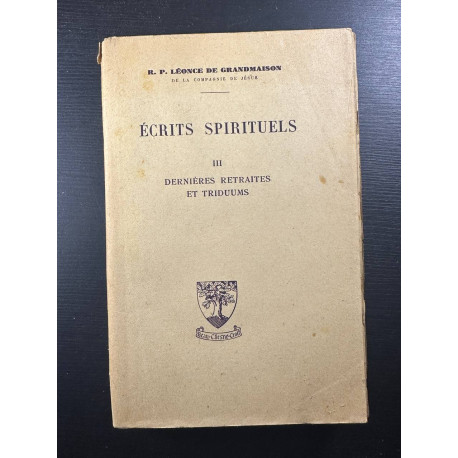 R. P. LÉONCE DE GRANDMAISON
DE LA COMPAGNIE DE JÉSUS
ÉCRITS SPIRITUELS
III
DERNIÈRES RETRAITES
ET TRIDUUMS